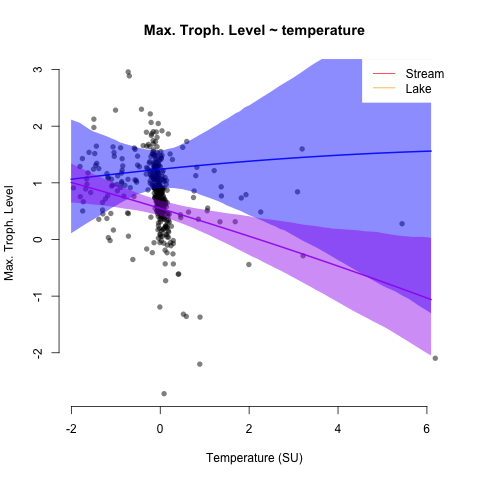 Max. Troph. Level ~ temperature
Stream
Lake
3
2
1
0
-1
-2
Max. Troph. Level
-2
0
2
4
6
Temperature (SU)